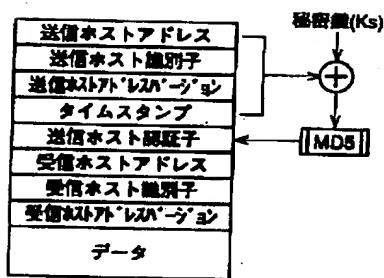 秘密鍵(Ks)
送信ホストアドレス
送信ホスト識別子
送信ホストアドレスバージョン
タイムスタンプ
送信ホスト認証子
MD5
受信ホストアドレス
受信ホスト識別子
受信ホストアドレスバージョン
データ